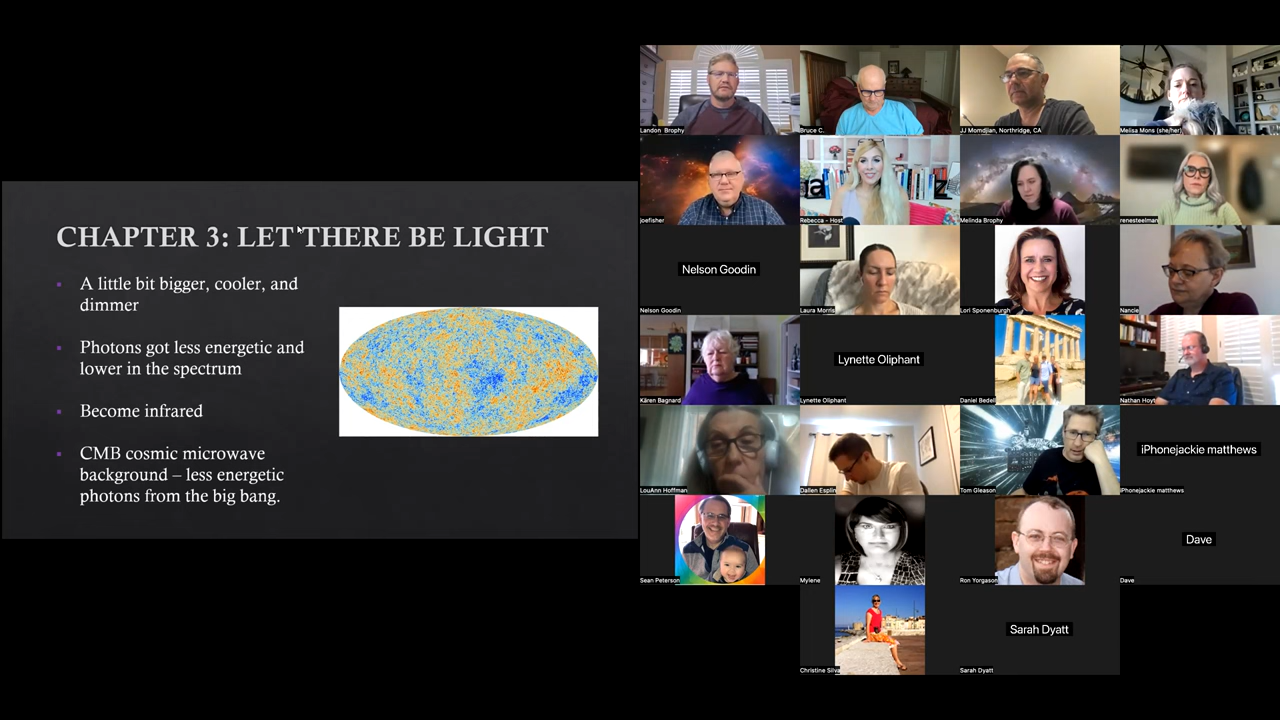 CHAPTER 3: LET THERE BE LIGHT
A little bit bigger, cooler, and
dimmer
Photons got less energetic and
lower in the spectrum
Become infrared
CMB cosmic microwave
background – less energetic
photons from the big bang.
Landon Brophy
Bruce C.
JJ Momdjian, Northridge, CA
Melisa Mons (she/her)
joefisher
a
z
Rebecca - Host
Melinda Brophy
renesteelman
Nelson Goodin
Nelson Goodin
Laura Morris
Lori Sponenburgh
Nancie
Kären Bagnard
Lynette Oliphant
Lynette Oliphant
Daniel Bedell
Nathan Hoyt
LouAnn Hoffman
Dallen Esplin
Tom Gleason
iPhonejackie matthews
iPhonejackie matthews
Sean Peterson
Mylene
Ron Yorgason
Dave
Dave
Christine Silva
Sarah Dyatt
Sarah Dyatt